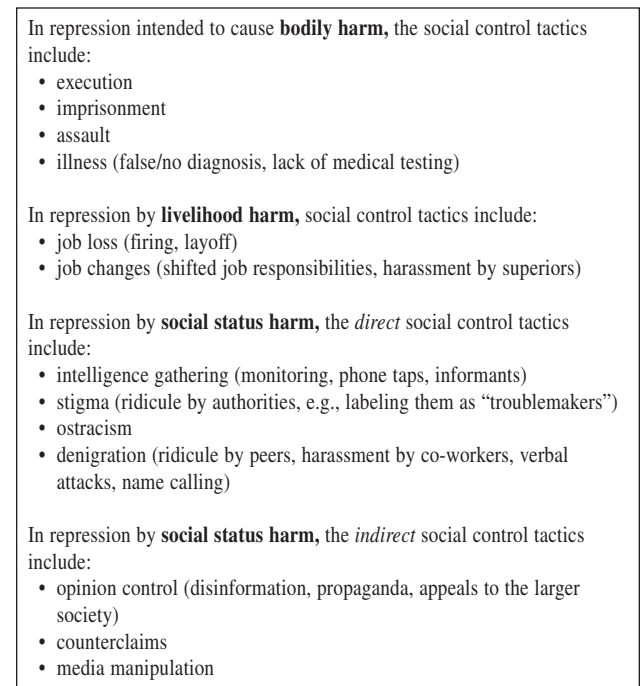 In repression intended to cause bodily harm, the social control tactics
include:
• execution
• imprisonment
• assault
• illness (false/no diagnosis, lack of medical testing)
In repression by livelihood harm, social control tactics include:
• job loss (firing, layoff)
• job changes (shifted job responsibilities, harassment by superiors)
In repression by social status harm, the direct social control tactics
include:
• intelligence gathering (monitoring, phone taps, informants)
• stigma (ridicule by authorities, e.g., labeling them as “troublemakers”)
• ostracism
• denigration (ridicule by peers, harassment by co-workers, verbal
attacks, name calling)
In repression by social status harm, the indirect social control tactics
include:
• opinion control (disinformation, propaganda, appeals to the larger
society)
• counterclaims
• media manipulation